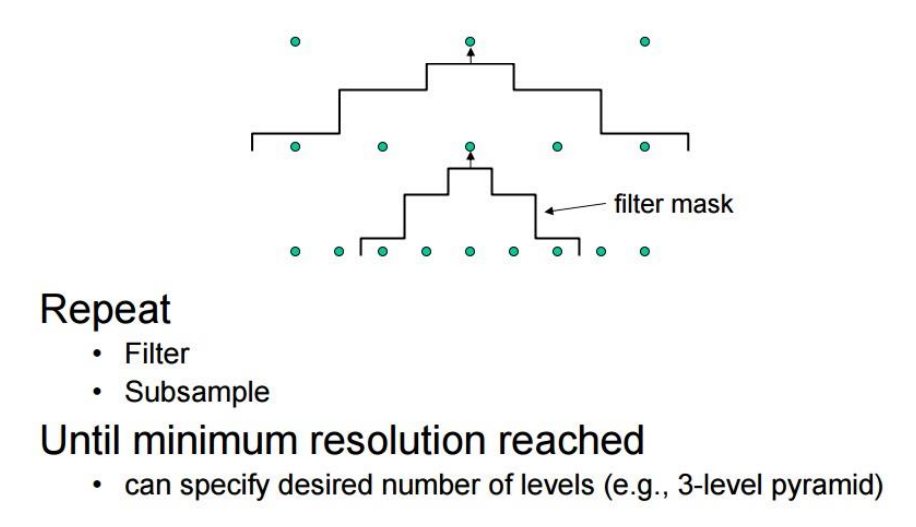 filter mask
Repeat
• Filter
• Subsample
Until minimum resolution reached
• can specify desired number of levels (e.g., 3-level pyramid)